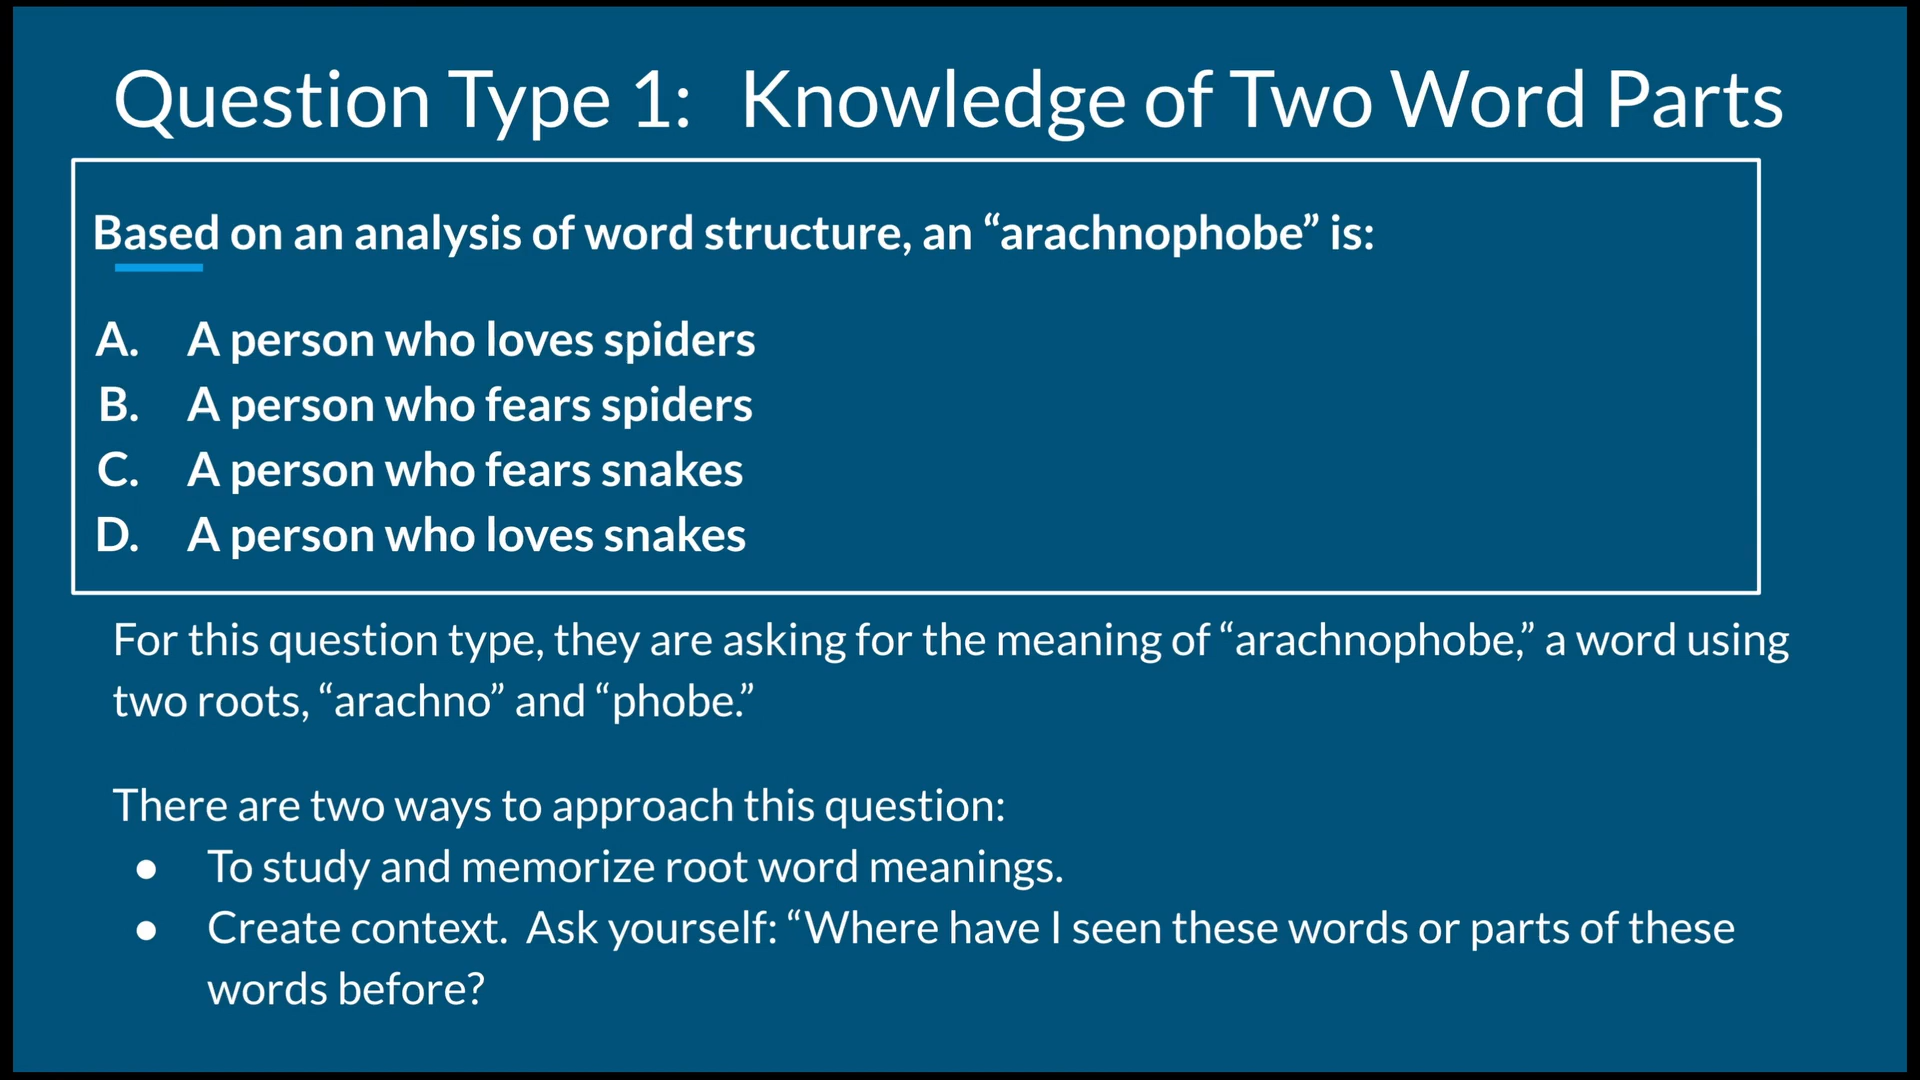 Question Type 1: Knowledge of Two Word Parts
Based on an analysis of word structure, an “arachnophobe” is:
A. A person who loves spiders
B. A person who fears spiders
C. A person who fears snakes
D. A person who loves snakes
For this question type, they are asking for the meaning of “arachnophobe,” a word using
two roots, “arachno” and “phobe.”
There are two ways to approach this question:
● To study and memorize root word meanings.
● Create context. Ask yourself: “Where have I seen these words or parts of these
words before?